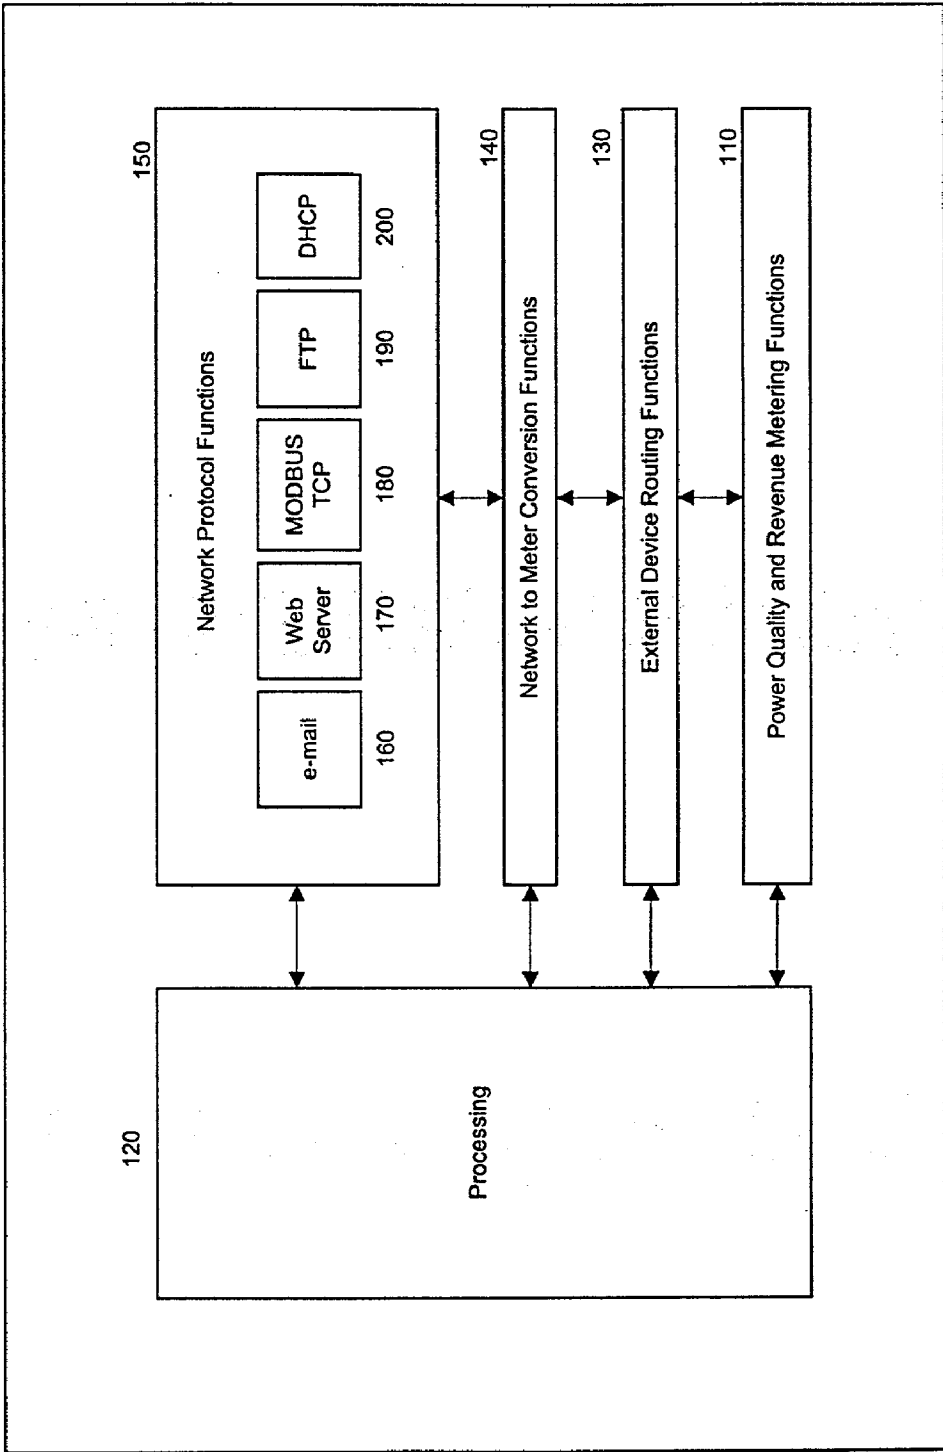 120
Processing
150
Network Protocol Functions
e-mail
Web
Server
MODBUS
TCP
FTP
DHCP
160
170
180
190
200
140
Network to Meter Conversion Functions
130
External Device Routing Functions
110
Power Quality and Revenue Metering Functions